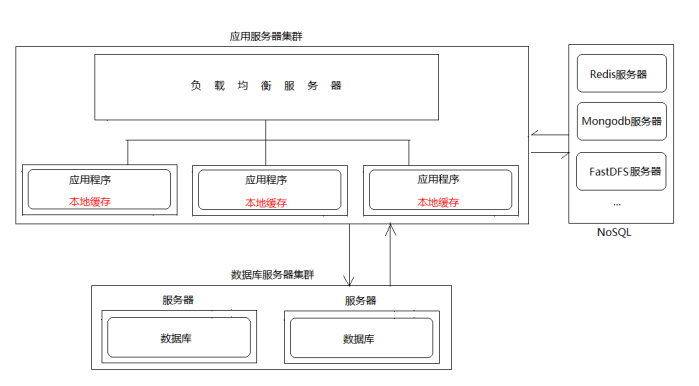 应用服务器集群
负 载 均 衡 服 务 器
Redis服务器
Mongodb服务器
FastDFS服务器
...
NoSQL
应用程序
本地缓存
应用程序
本地缓存
应用程序
本地缓存
数据库服务器集群
服务器
服务器
数据库
数据库